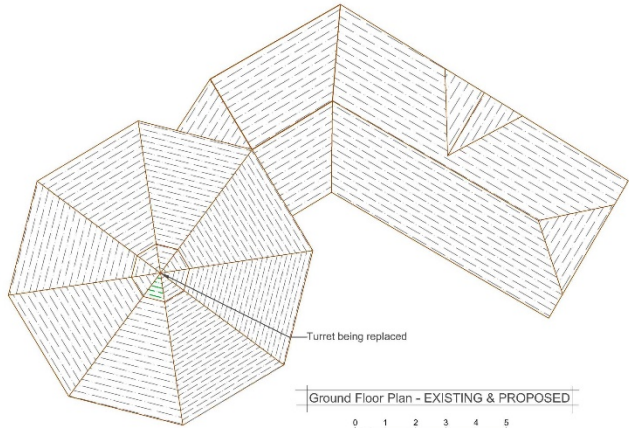 Turret being replaced
Ground Floor Plan - EXISTING & PROPOSED
0 1 2 3 4 5